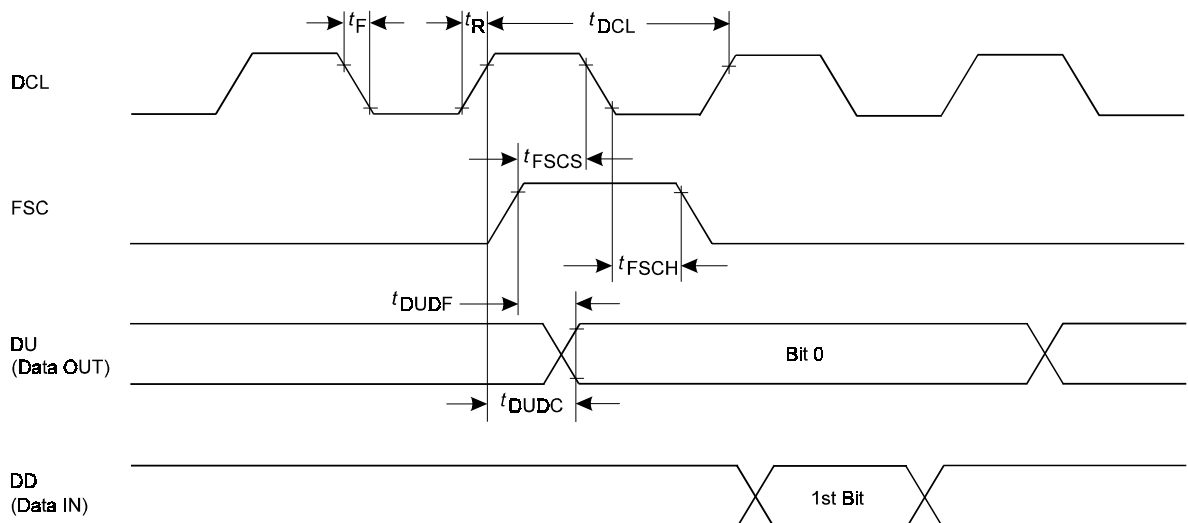 tF
tR
tDCL
DCL
tFSCS
FSC
tFSCH
tDUDF
DU
(Data OUT)
Bit 0
tDUDC
DD
(Data IN)
1st Bit